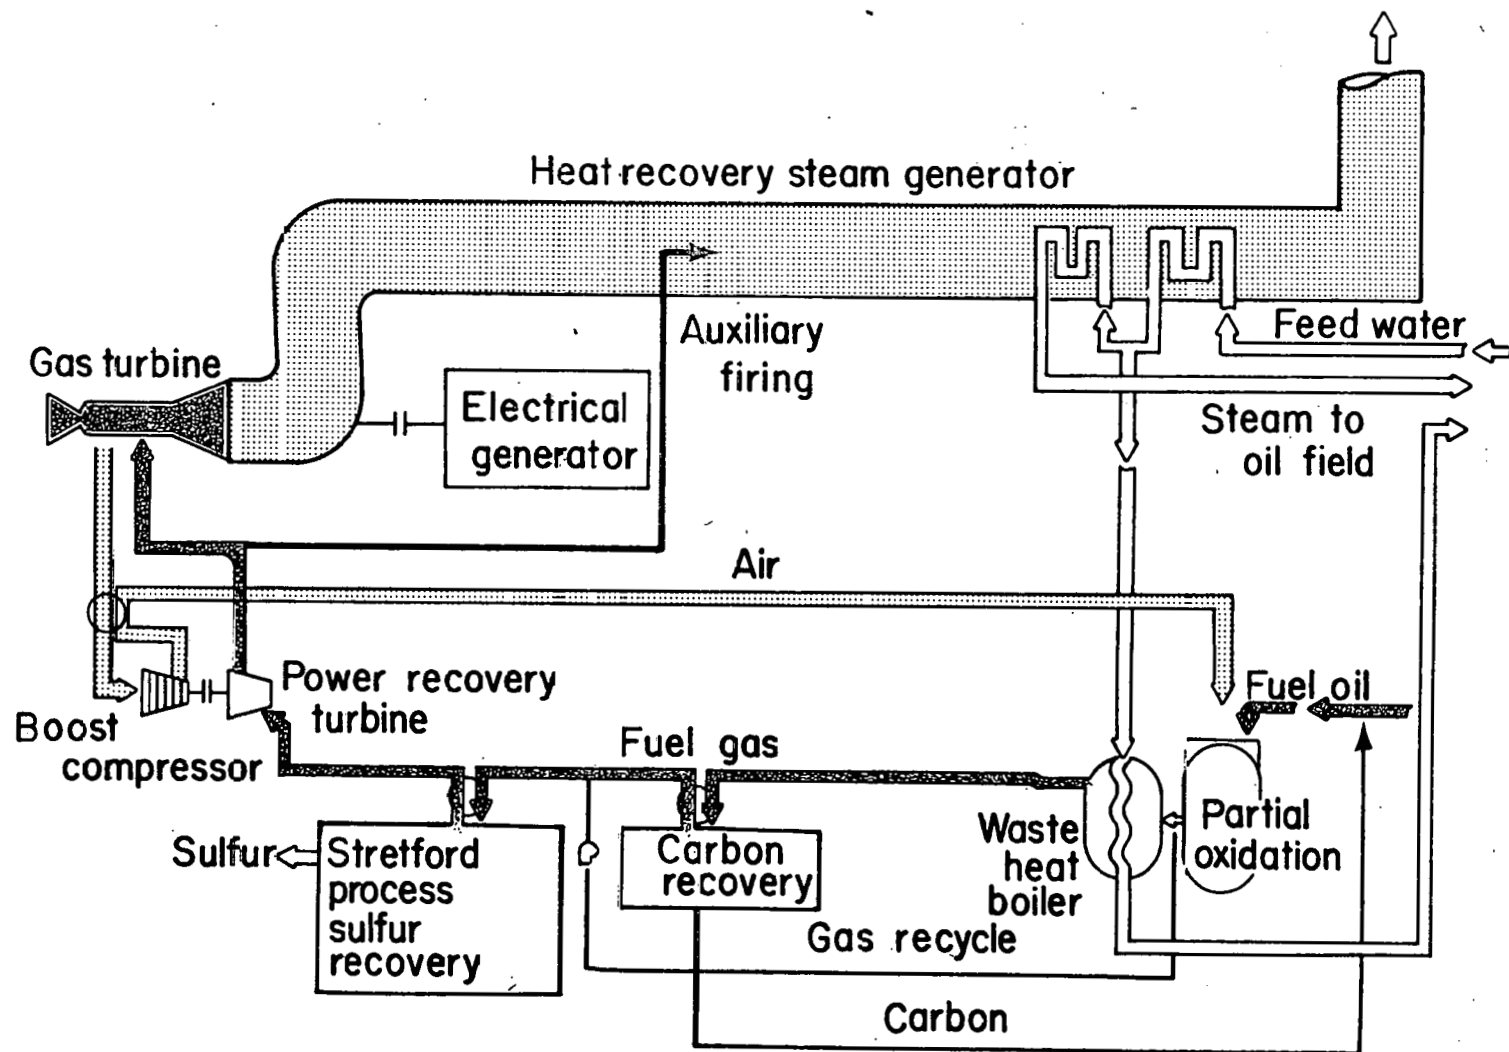 Heat recovery steam generator
Gas turbine
Auxiliary
firing
Feed water
Electrical
generator
Steam to
oil field
Air
Power recovery
turbine
Boost
compressor
Fuel oil
Fuel gas
Sulfur
Stretford
process
sulfur
recovery
Carbon
recovery
Waste
heat
boiler
Partial
oxidation
Gas recycle
Carbon